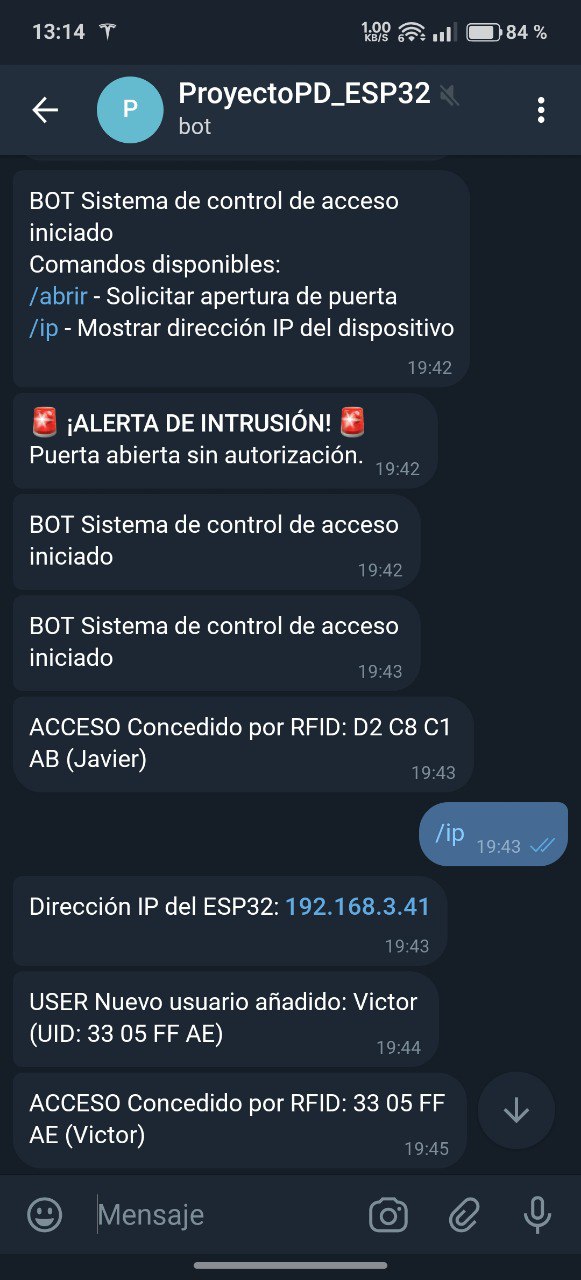 13:14
1.00 KB/S 6 84 %
P
ProyectoPD_ESP32
bot
BOT Sistema de control de acceso
iniciado
Comandos disponibles:
/abrir - Solicitar apertura de puerta
/ip - Mostrar dirección IP del dispositivo
19:42
🚨 ¡ALERTA DE INTRUSIÓN! 🚨
Puerta abierta sin autorización. 19:42
BOT Sistema de control de acceso
iniciado
19:42
BOT Sistema de control de acceso
iniciado
19:43
ACCESO Concedido por RFID: D2 C8 C1
AB (Javier)
19:43
/ip 19:43
Dirección IP del ESP32: 192.168.3.41
19:43
USER Nuevo usuario añadido: Victor
(UID: 33 05 FF AE)
19:44
ACCESO Concedido por RFID: 33 05 FF
AE (Victor)
19:45
Mensaje